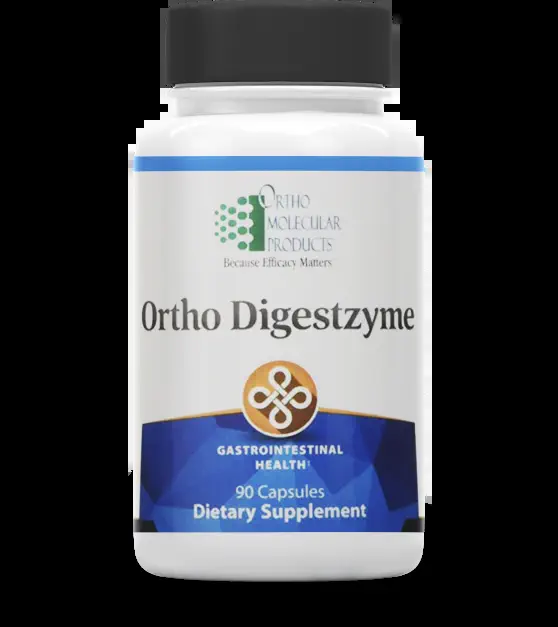 ORTHO
MOLECULAR
PRODUCTS
Because Efficacy Matters
Ortho Digestzyme
GASTROINTESTINAL
HEALTH‡
90 Capsules
Dietary Supplement